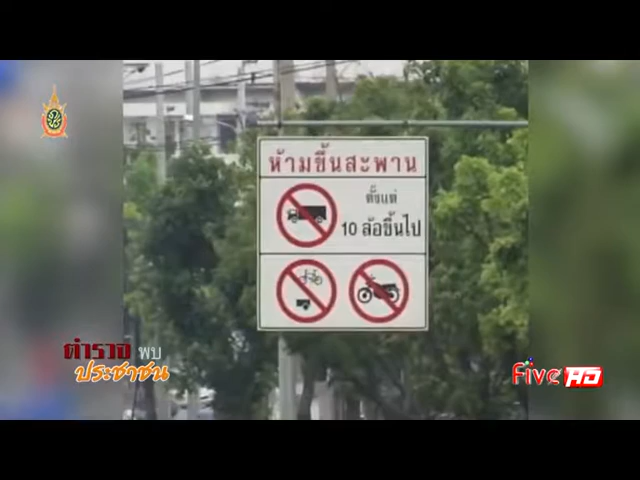 ห้ามขึ้นสะพาน
ตั้งแต่
10 ล้อขึ้นไป
ตำรวจ พบ
ประชาชน
Five HD